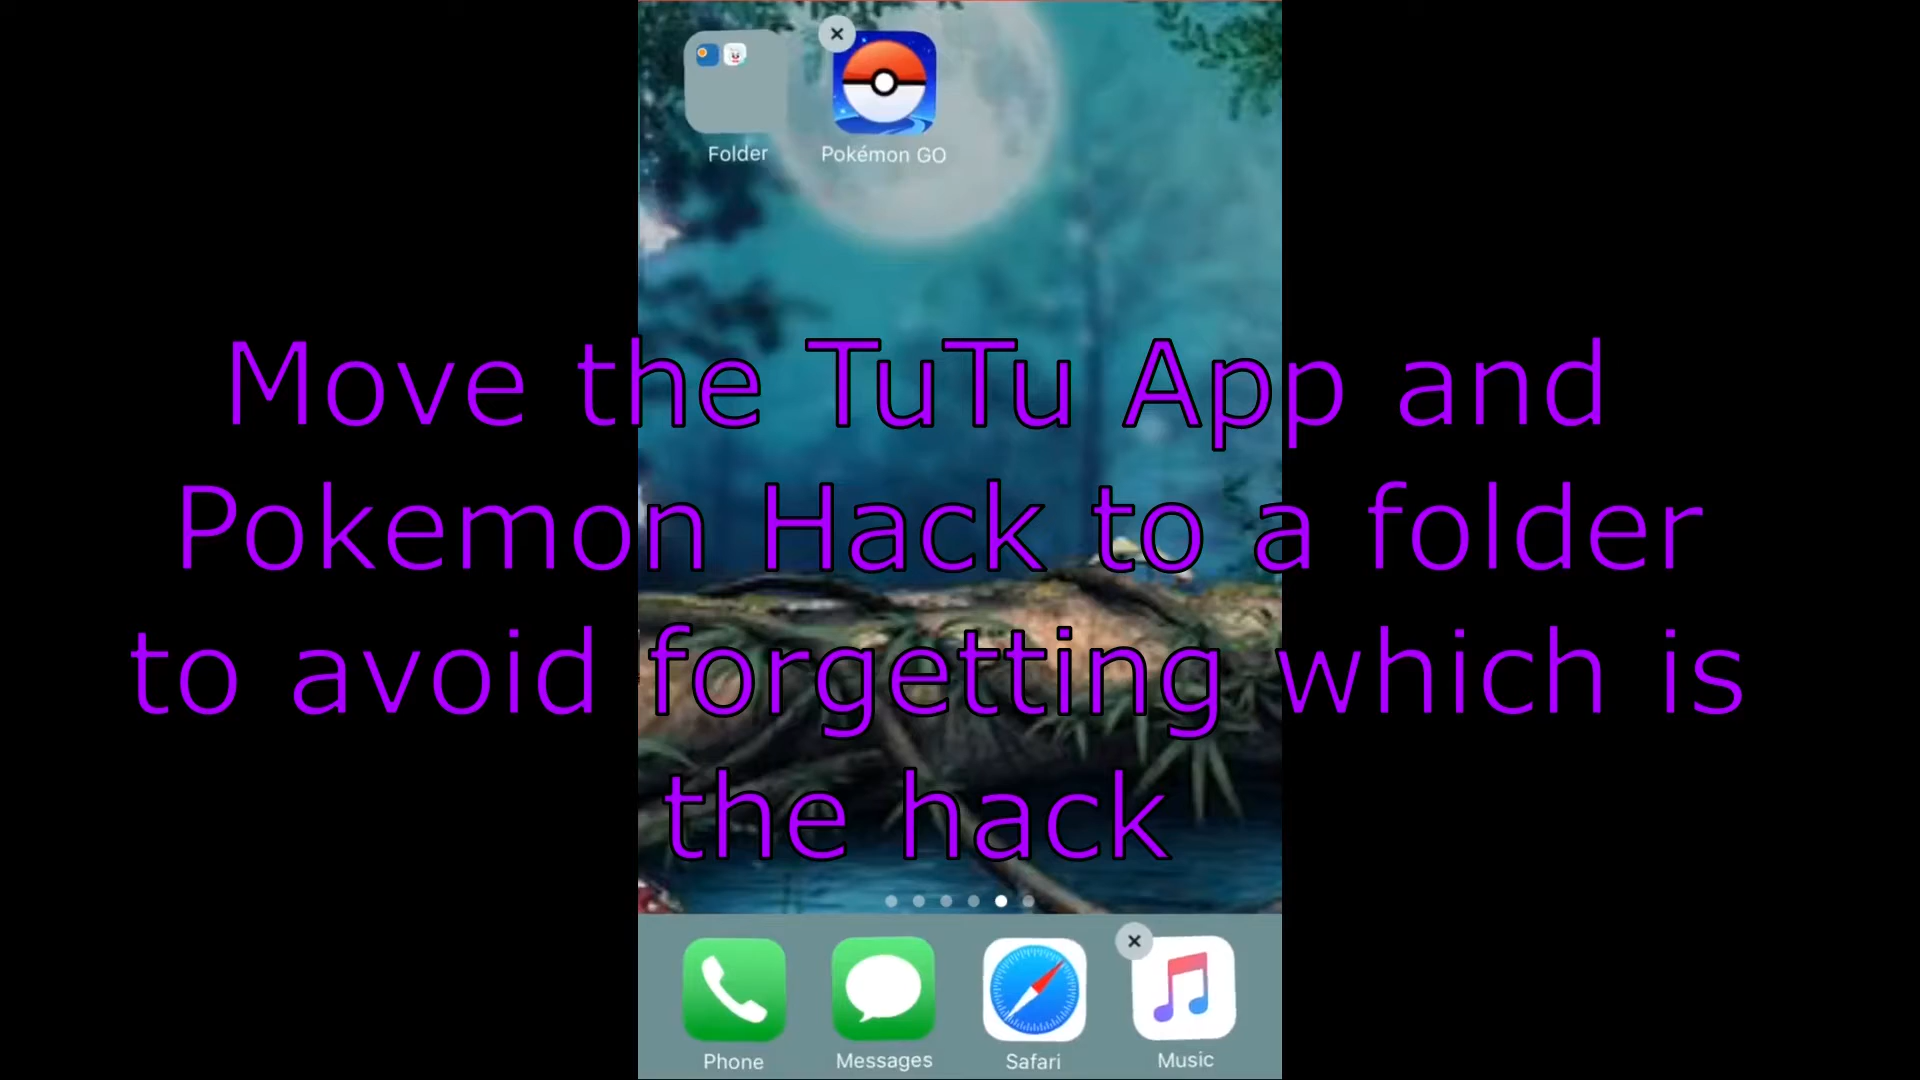 Folder
Pokémon GO
Move the TuTu App and
Pokemon Hack to a folder
to avoid forgetting which is
the hack
Phone
Messages
Safari
Music